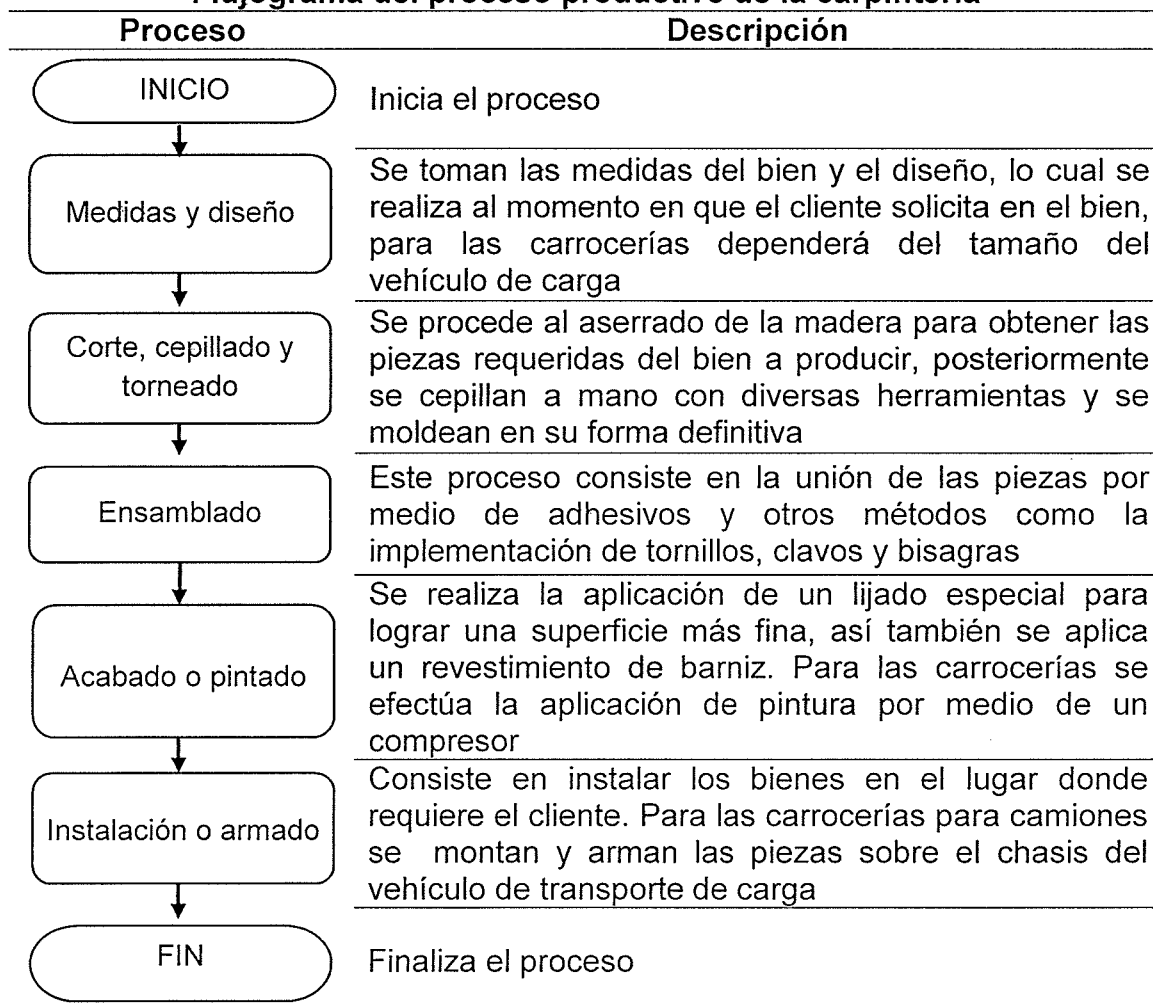 Flujograma del proceso productivo de la carpintería
Proceso Descripción
INICIO
Inicia el proceso
Medidas y diseño
Se toman las medidas del bien y el diseño, lo cual se
realiza al momento en que el cliente solicita en el bien,
para las carrocerías dependerá del tamaño del
vehículo de carga
Corte, cepillado y
torneado
Se procede al aserrado de la madera para obtener las
piezas requeridas del bien a producir, posteriormente
se cepillan a mano con diversas herramientas y se
moldean en su forma definitiva
Ensamblado
Este proceso consiste en la unión de las piezas por
medio de adhesivos y otros métodos como la
implementación de tornillos, clavos y bisagras
Acabado o pintado
Se realiza la aplicación de un lijado especial para
lograr una superficie más fina, así también se aplica
un revestimiento de barniz. Para las carrocerías se
efectúa la aplicación de pintura por medio de un
compresor
Instalación o armado
Consiste en instalar los bienes en el lugar donde
requiere el cliente. Para las carrocerías para camiones
se montan y arman las piezas sobre el chasis del
vehículo de transporte de carga
FIN
Finaliza el proceso